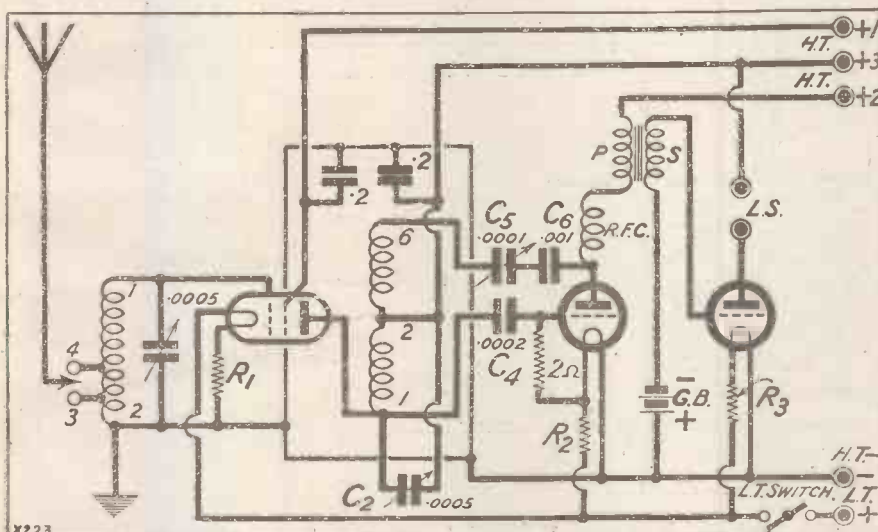 +1
H.T.
+3
H.T.
+2
P
S
.2
.2
C5
.0001
C6
.001
R.F.C.
L.S.
6
1
.0005
4
3
2
R1
2
1
.0002
C4
2Ω
R2
C2
.0005
−
G.B.
+
R3
H.T.−
−
L.T. SWITCH.
L.T.
+
X223